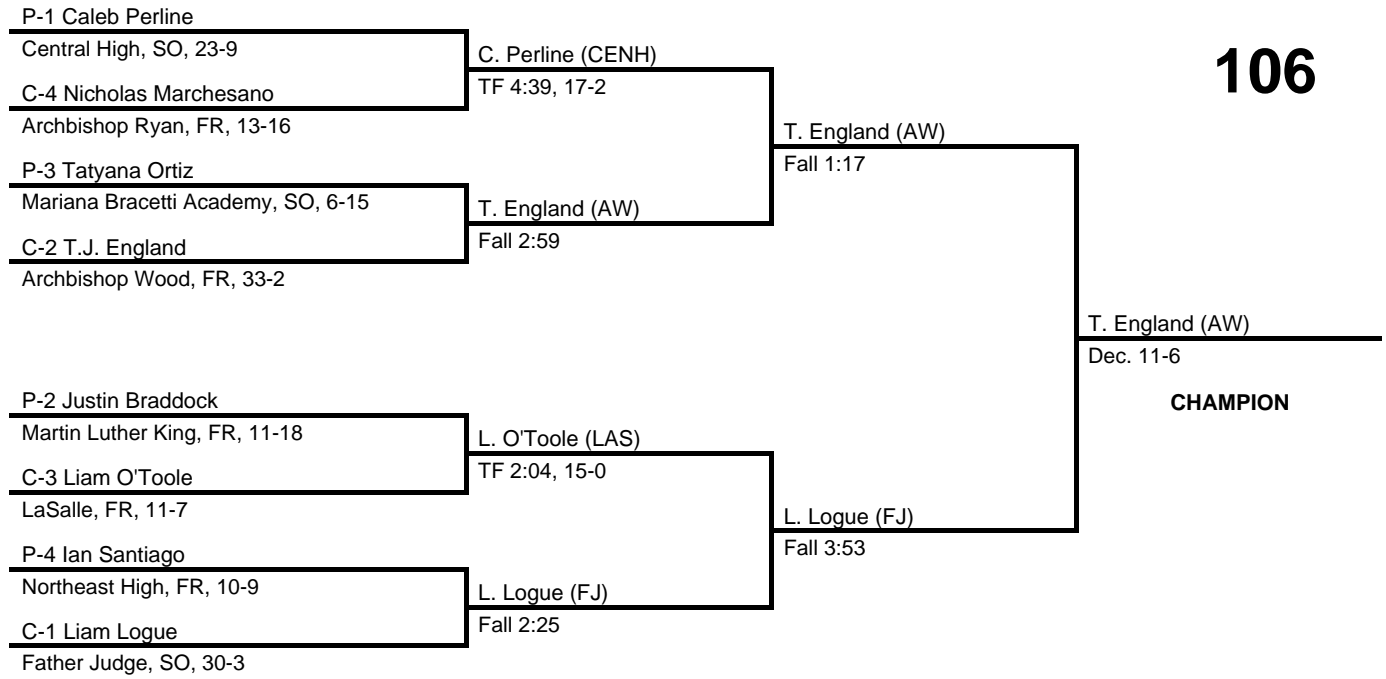 P-1 Caleb Perline
Central High, SO, 23-9
C. Perline (CENH)
106
TF 4:39, 17-2
C-4 Nicholas Marchesano
Archbishop Ryan, FR, 13-16
T. England (AW)
Fall 1:17
P-3 Tatyana Ortiz
Mariana Bracetti Academy, SO, 6-15
T. England (AW)
Fall 2:59
C-2 T.J. England
Archbishop Wood, FR, 33-2
T. England (AW)
Dec. 11-6
CHAMPION
P-2 Justin Braddock
Martin Luther King, FR, 11-18
L. O'Toole (LAS)
TF 2:04, 15-0
C-3 Liam O'Toole
LaSalle, FR, 11-7
L. Logue (FJ)
Fall 3:53
P-4 Ian Santiago
Northeast High, FR, 10-9
L. Logue (FJ)
Fall 2:25
C-1 Liam Logue
Father Judge, SO, 30-3